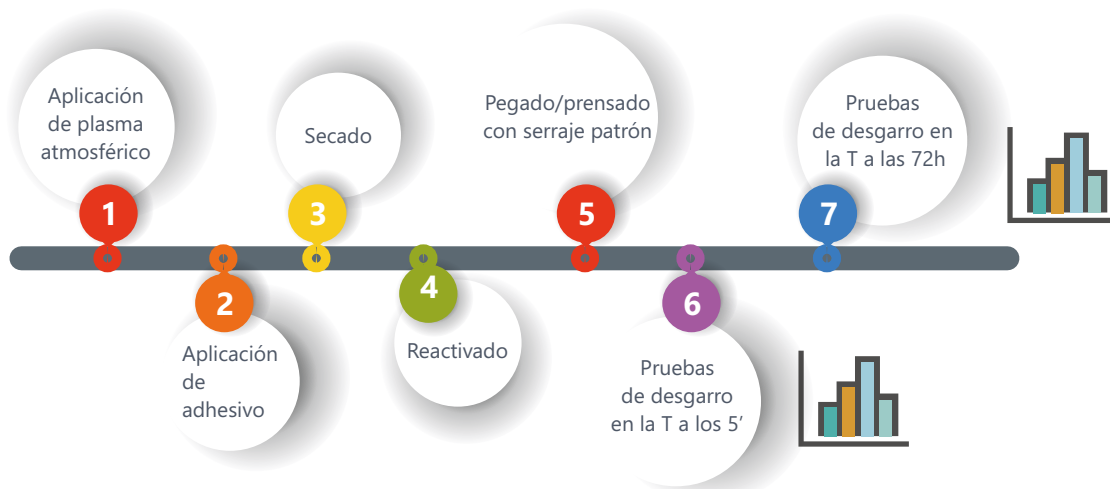 Aplicación
de plasma
atmosférico
1
2
Aplicación
de
adhesivo
Secado
3
4
Reactivado
Pegado/prensado
con serraje patrón
5
6
Pruebas
de desgarro
en la T a los 5’
Pruebas
de desgarro en
la T a las 72h
7